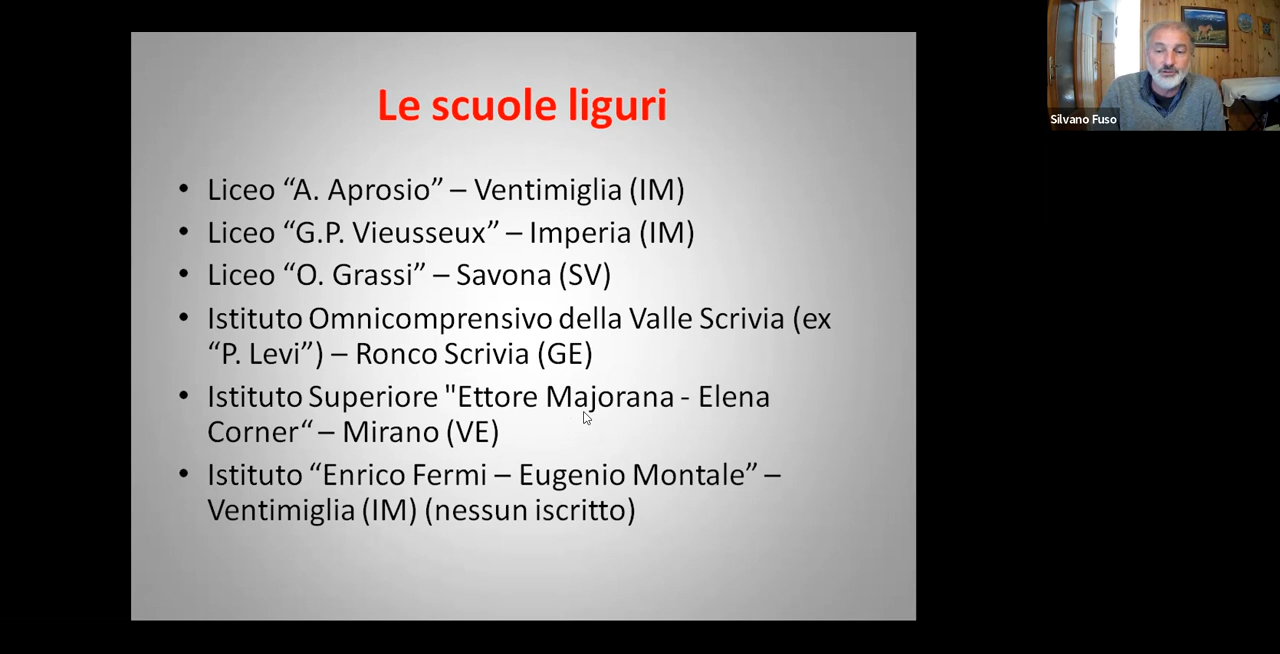 Le scuole liguri
• Liceo “A. Aprosio” – Ventimiglia (IM)
• Liceo “G.P. Vieusseux” – Imperia (IM)
• Liceo “O. Grassi” – Savona (SV)
• Istituto Omnicomprensivo della Valle Scrivia (ex
“P. Levi”) – Ronco Scrivia (GE)
• Istituto Superiore "Ettore Majorana - Elena
Corner“ – Mirano (VE)
• Istituto “Enrico Fermi – Eugenio Montale” –
Ventimiglia (IM) (nessun iscritto)
Silvano Fuso